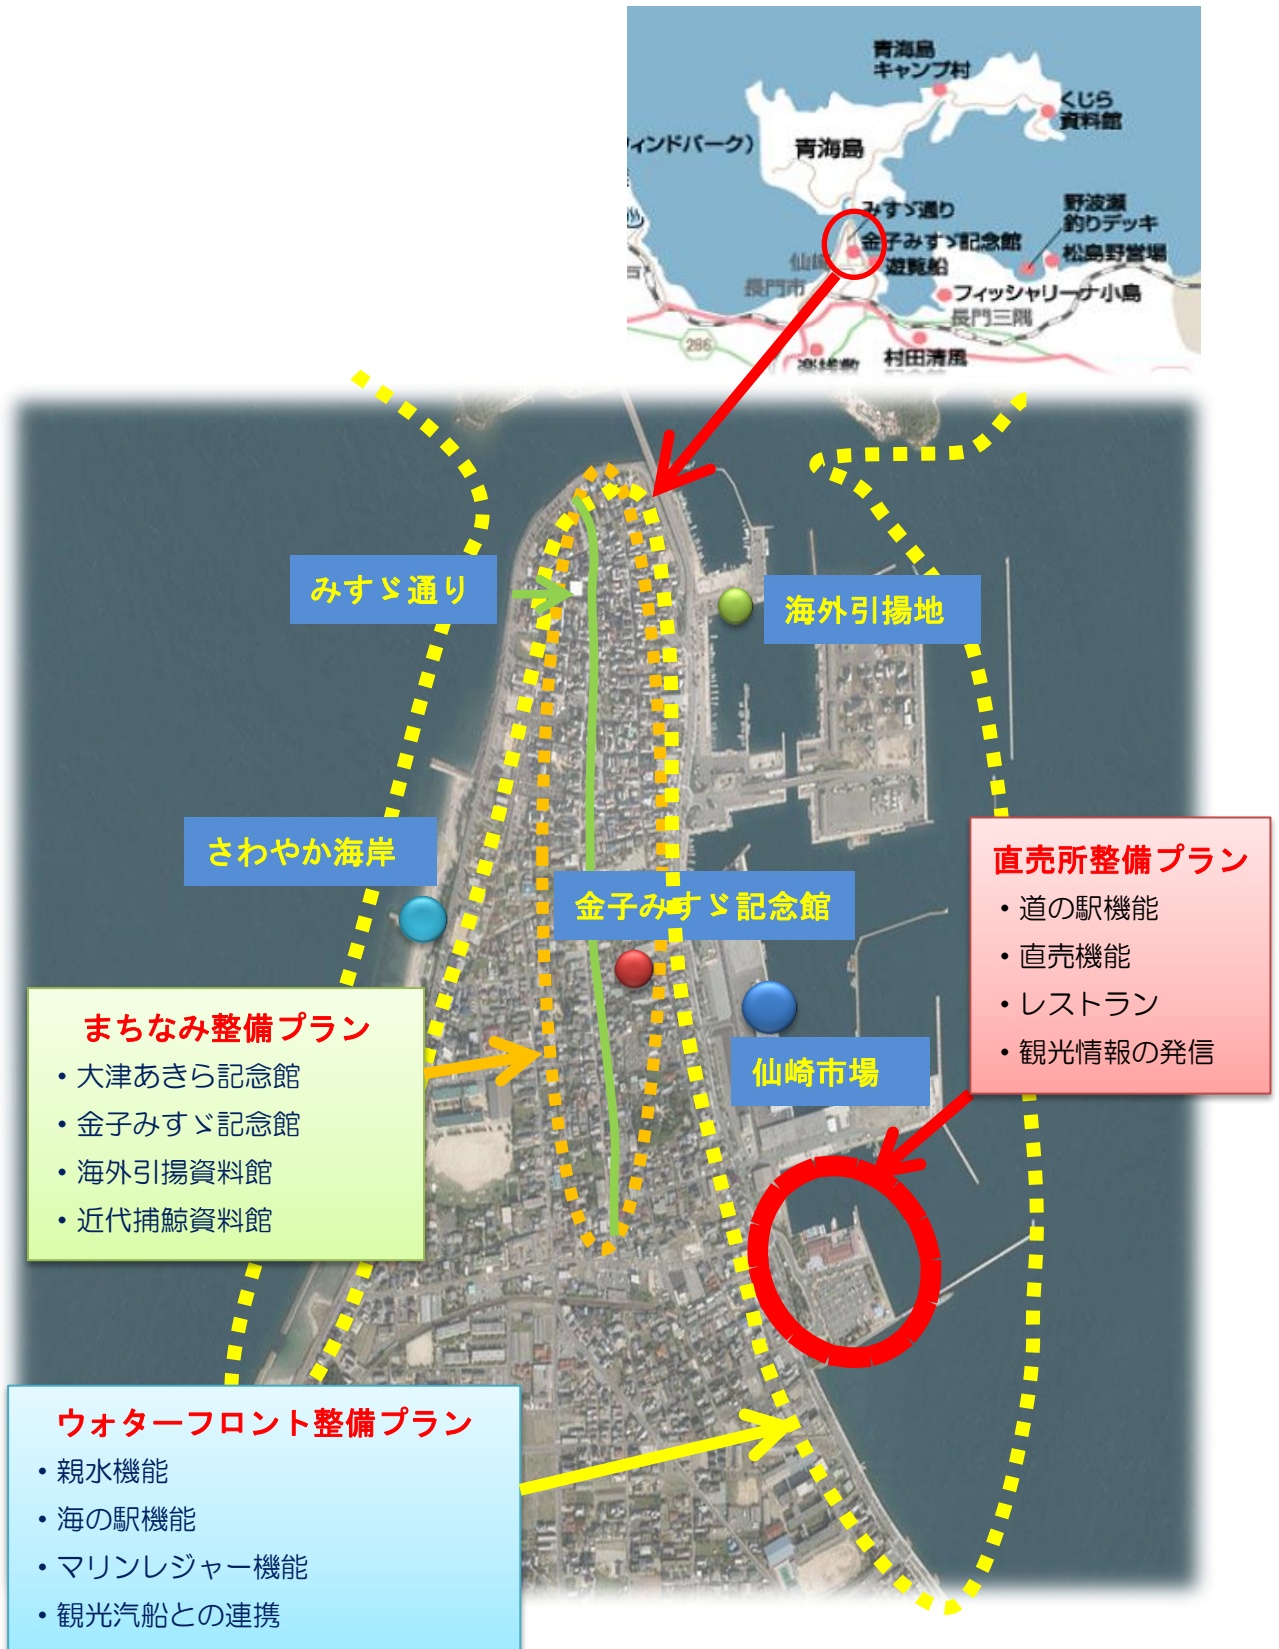 青海島
キャンプ村
くじら
資料館
ィンドパーク）
青海島
みすゞ通り
野波瀬
釣りデッキ
金子みすゞ記念館
松島野営場
仙崎
遊覧船
長門市
フィッシャリーナ小島
長門三隅
286
村田清風
みすゞ通り
海外引揚地
さわやか海岸
直売所整備プラン
・道の駅機能
・直売機能
・レストラン
・観光情報の発信
金子みすゞ記念館
まちなみ整備プラン
・大津あきら記念館
・金子みすゞ記念館
・海外引揚資料館
・近代捕鯨資料館
仙崎市場
ウォターフロント整備プラン
・親水機能
・海の駅機能
・マリンレジャー機能
・観光汽船との連携